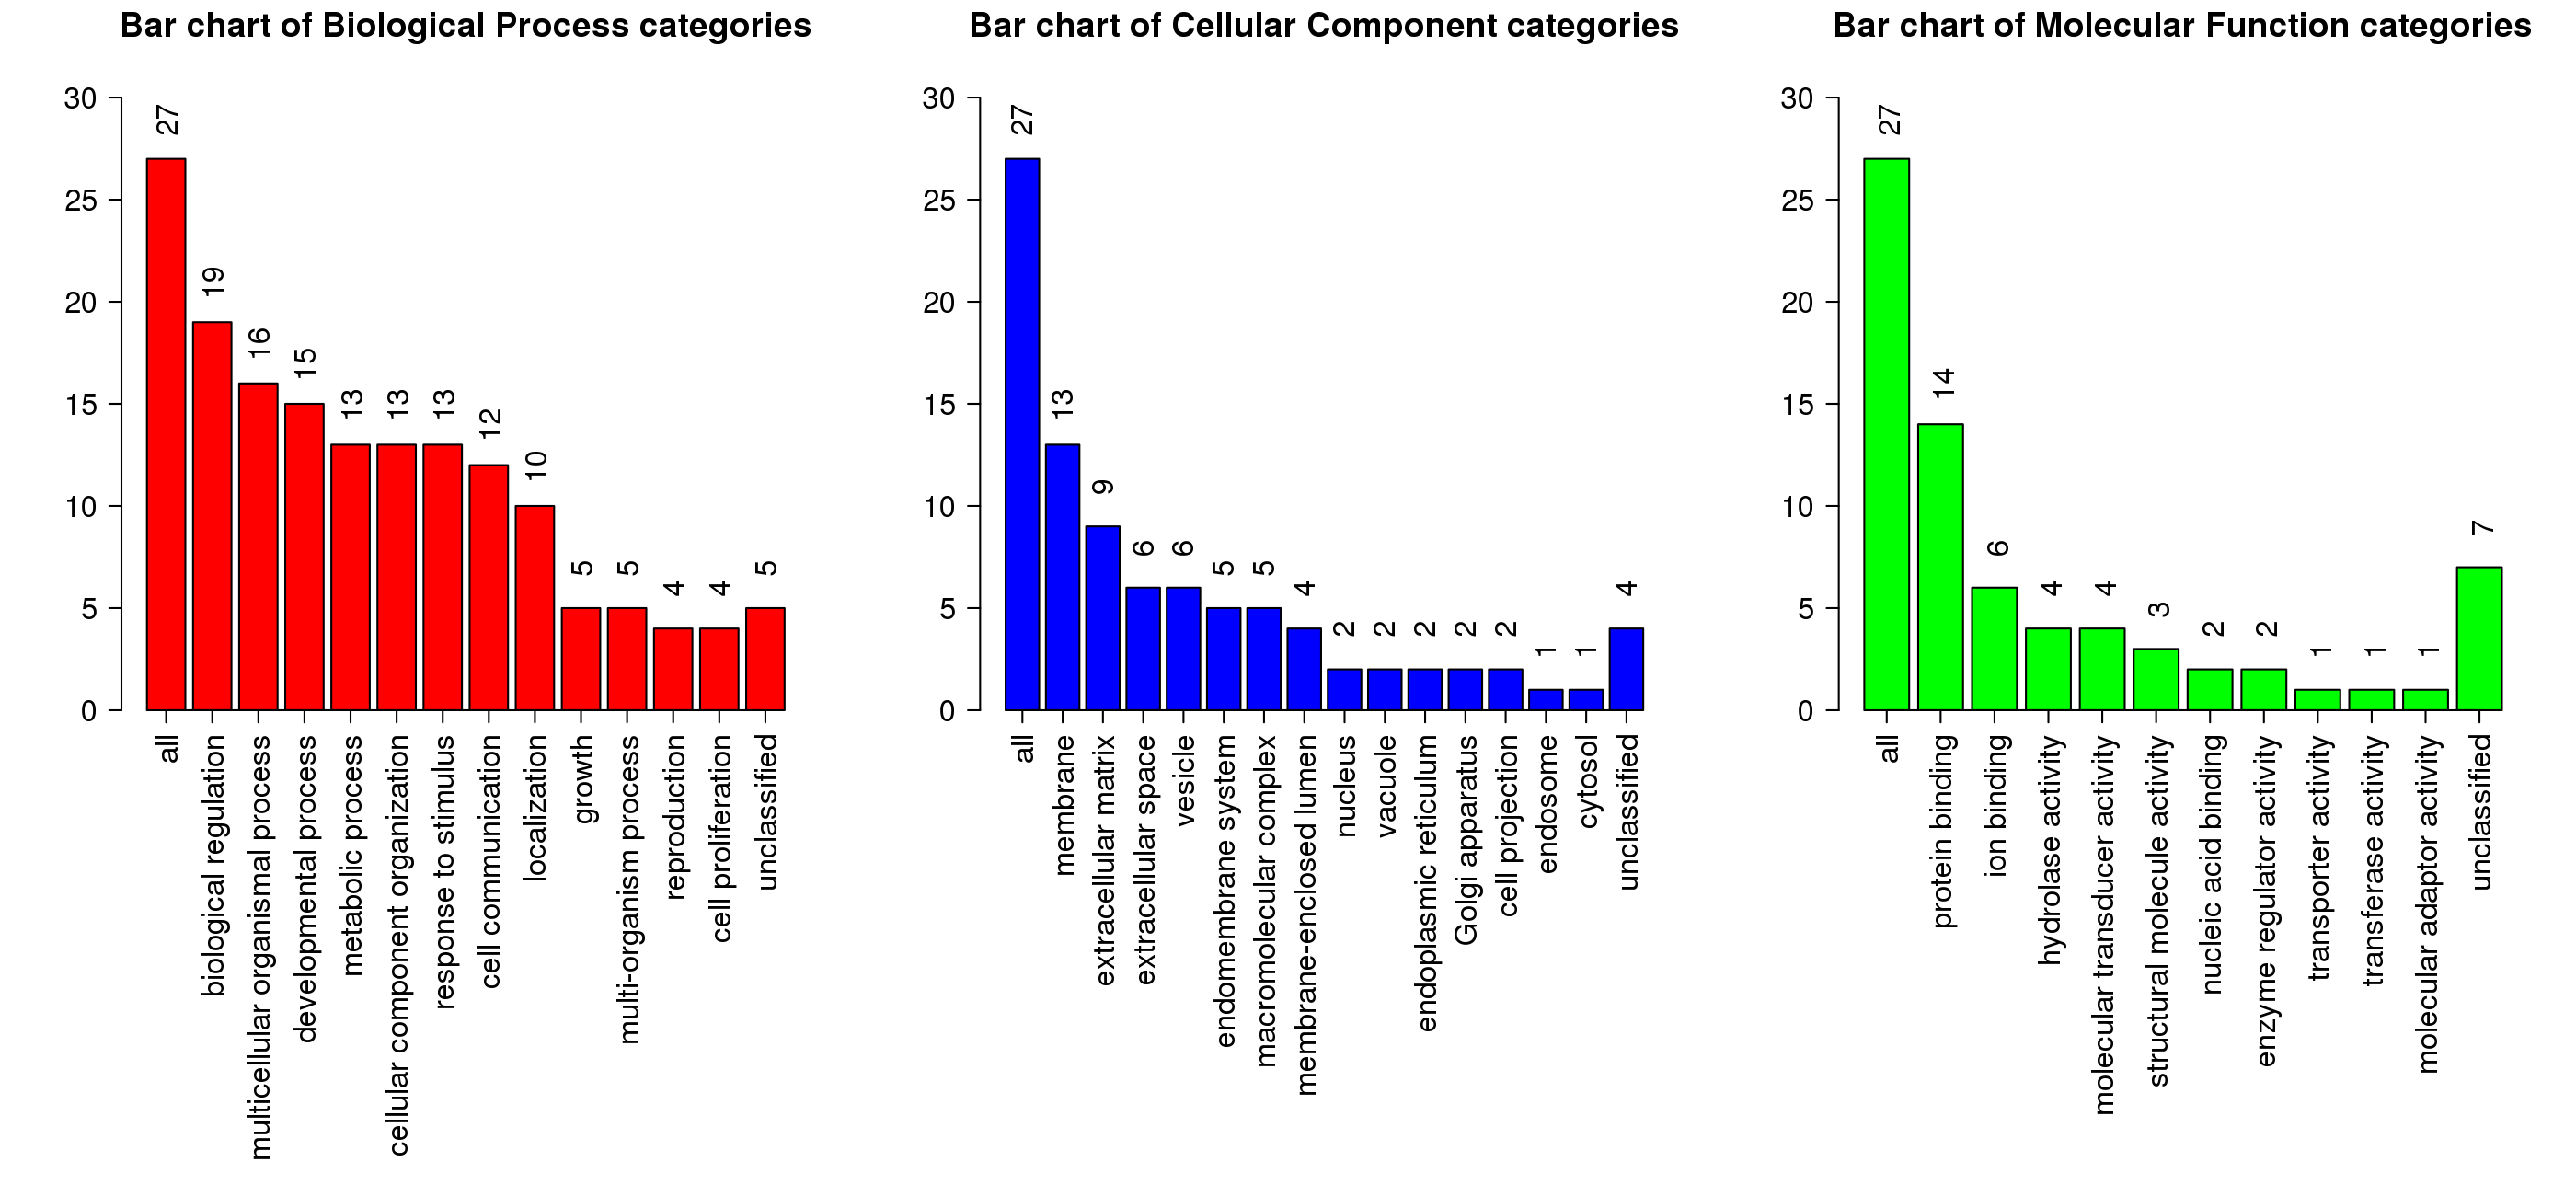 Bar chart of Biological Process categories
30
25
20
15
10
5
0
27
19
16
15
13
13
13
12
10
5
5
4
4
5
all
biological regulation
multicellular organismal process
developmental process
metabolic process
cellular component organization
response to stimulus
cell communication
localization
growth
multi-organism process
reproduction
cell proliferation
unclassified
Bar chart of Cellular Component categories
30
25
20
15
10
5
0
27
13
9
6
6
5
5
4
2
2
2
2
2
1
1
4
all
membrane
extracellular matrix
extracellular space
vesicle
endomembrane system
macromolecular complex
membrane-enclosed lumen
nucleus
vacuole
endoplasmic reticulum
Golgi apparatus
cell projection
endosome
cytosol
unclassified
Bar chart of Molecular Function categories
30
25
20
15
10
5
0
27
14
6
4
4
3
2
2
1
1
1
7
all
protein binding
ion binding
hydrolase activity
molecular transducer activity
structural molecule activity
nucleic acid binding
enzyme regulator activity
transporter activity
transferase activity
molecular adaptor activity
unclassified